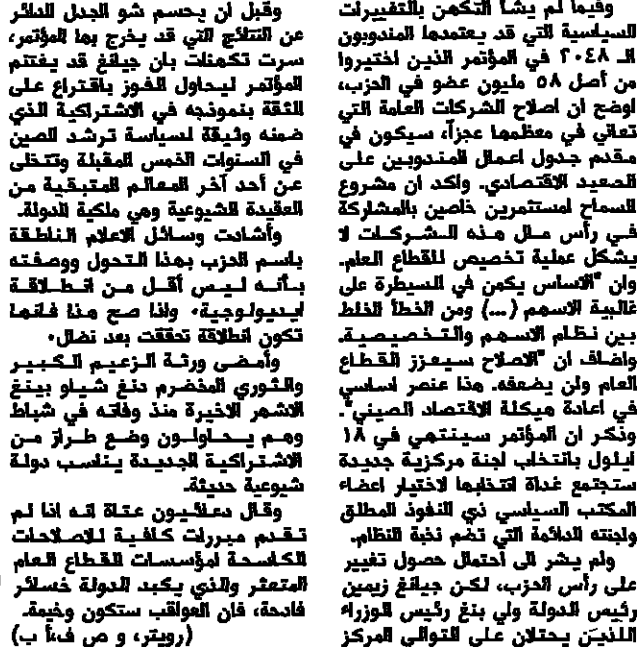 وفيما لم يشأ التكهن بالتغييرات
السياسية التي قد يعتمدها المندوبون
الـ ٢٠٤٨ في المؤتمر الذين اختيروا
من أصل ٥٨ مليون عضو في الحزب،
اوضح ان اصلاح الشركات العامة التي
تعاني في معظمها عجزاً، سيكون في
مقدم جدول اعمال المندوبين على
الصعيد الاقتصادي. واكد ان مشروع
السماح لمستثمرين خاصين بالمشاركة
في رأس مال هذه الشركات لا
يشكل عملية تخصيص للقطاع العام.
وان "الاساس يكمن في السيطرة على
غالبية الاسهم (...) ومن الخطأ الخلط
بين نظام الاسهم والتخصيصية.
واضاف ان "الاصلاح سيعزز القطاع
العام ولن يضعفه. هذا عنصر اساسي
في اعادة هيكلة الاقتصاد الصيني".
وذكر ان المؤتمر سينتهي في ١٨
ايلول بانتخاب لجنة مركزية جديدة
ستجتمع غداة انتخابها لاختيار اعضاء
المكتب السياسي ذي النفوذ المطلق
ولجنته الدائمة التي تضم نخبة النظام.
ولم يشر الى احتمال حصول تغيير
على رأس الحزب، لكن جيانغ زيمين
رئيس الدولة ولي بنغ رئيس الوزراء
اللذين يحتلان على التوالي المركز
وقبل ان يحسم شو الجدل الدائر
عن النتائج التي قد يخرج بها المؤتمر،
سرت تكهنات بان جيانغ قد يغتنم
المؤتمر ليحاول الفوز باقتراع على
الثقة بنموذجه في الاشتراكية الذي
ضمنه وثيقة لسياسة ترشد الصين
في السنوات الخمس المقبلة وتتخلى
عن أحد آخر المعالم المتبقية من
العقيدة الشيوعية وهي ملكية الدولة.
وأشادت وسائل الاعلام الناطقة
باسم الحزب بهذا التحول ووصفته
بأنه ليس أقل من انطلاقة
ايديولوجية، واذا صح هذا فانها
تكون انطلاقة تحققت بعد نضال.
وأمضى ورثة الزعيم الكبير
والثوري المخضرم دنغ شياو بينغ
الاشهر الاخيرة منذ وفاته في شباط
وهم يحاولون وضع طراز من
الاشتراكية الجديدة يناسب دولة
شيوعية حديثة.
وقال دعائيون عتاة انه اذا لم
تقدم مبررات كافية للاصلاحات
الكاسحة لمؤسسات القطاع العام
المتعثر والذي يكبد الدولة خسائر
فادحة، فان العواقب ستكون وخيمة.
(رويتر، و ص ف،أ ب)